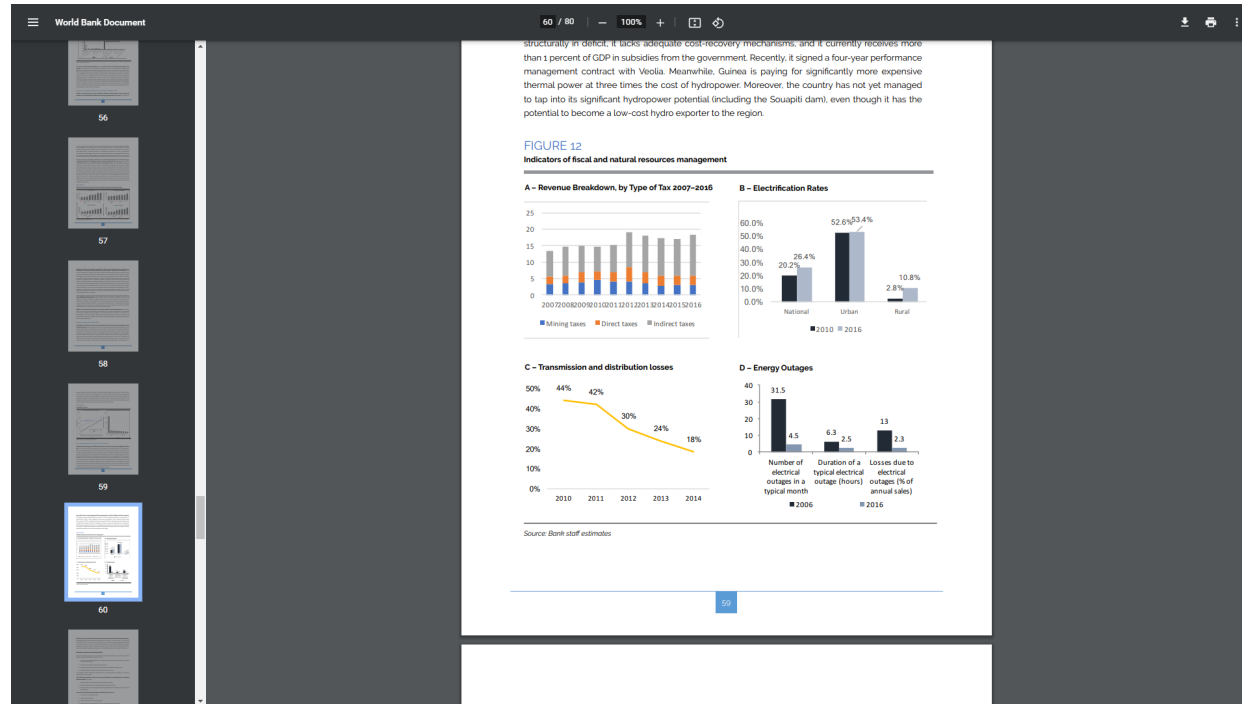 World Bank Document
60 / 80
100%
56
57
58
59
60
structurally in deficit, it lacks adequate cost-recovery mechanisms, and it currently receives more
than 1 percent of GDP in subsidies from the government. Recently, it signed a four-year performance
management contract with Veolia. Meanwhile, Guinea is paying for significantly more expensive
thermal power at three times the cost of hydropower. Moreover, the country has not yet managed
to tap into its significant hydropower potential (including the Souapiti dam), even though it has the
potential to become a low-cost hydro exporter to the region.
FIGURE 12
Indicators of fiscal and natural resources management
A – Revenue Breakdown, by Type of Tax 2007–2016
25
20
15
10
5
0
2007 2008 2009 2010 2011 2012 2013 2014 2015 2016
Mining taxes Direct taxes Indirect taxes
B – Electrification Rates
60.0%
50.0%
40.0%
30.0%
20.0%
10.0%
0.0%
20.2% 26.4%
52.6% 53.4%
2.8% 10.8%
National Urban Rural
2010 2016
C – Transmission and distribution losses
50%
40%
30%
20%
10%
0%
44% 42% 30% 24% 18%
2010 2011 2012 2013 2014
D – Energy Outages
40
30
20
10
0
31.5 4.5 6.3 2.5 13 2.3
Number of electrical outages in a typical month
Duration of a typical electrical outage (hours)
Losses due to electrical outages (% of annual sales)
2006 2016
Source: Bank staff estimates
59